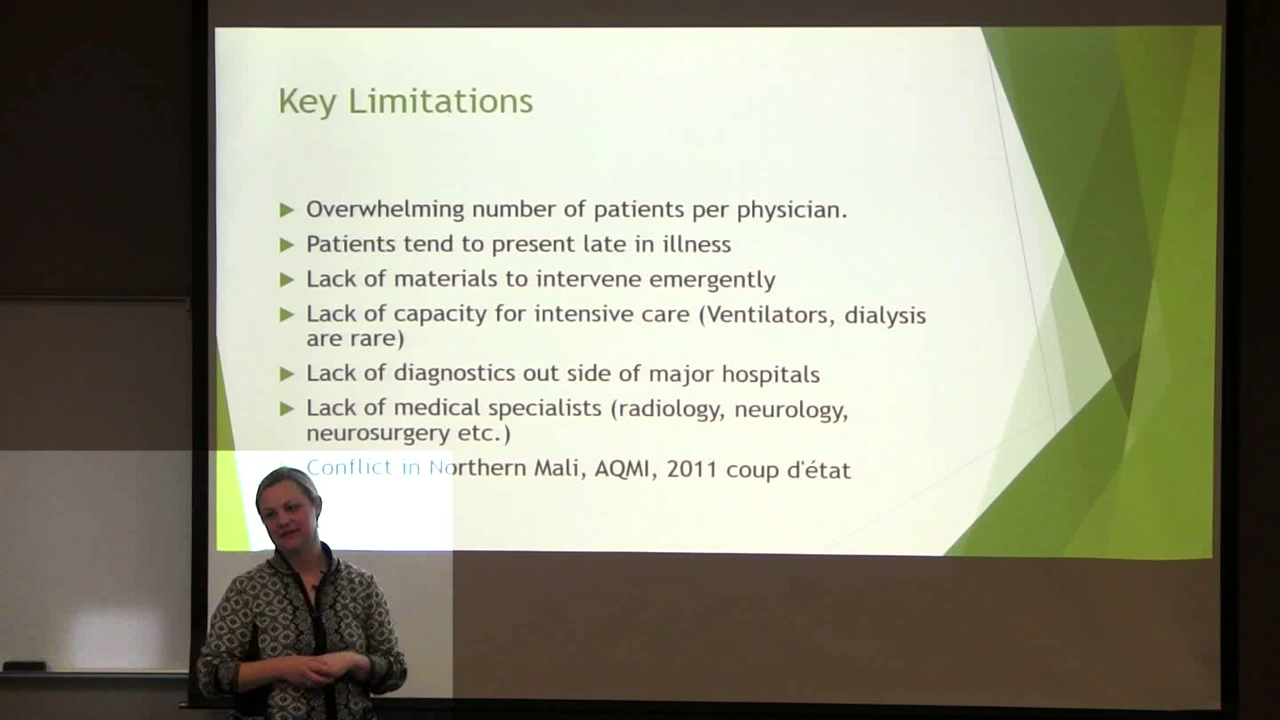 Key Limitations
Overwhelming number of patients per physician.
Patients tend to present late in illness
Lack of materials to intervene emergently
Lack of capacity for intensive care (Ventilators, dialysis
are rare)
Lack of diagnostics out side of major hospitals
Lack of medical specialists (radiology, neurology,
neurosurgery etc.)
Conflict in Northern Mali, AQMI, 2011 coup d'état